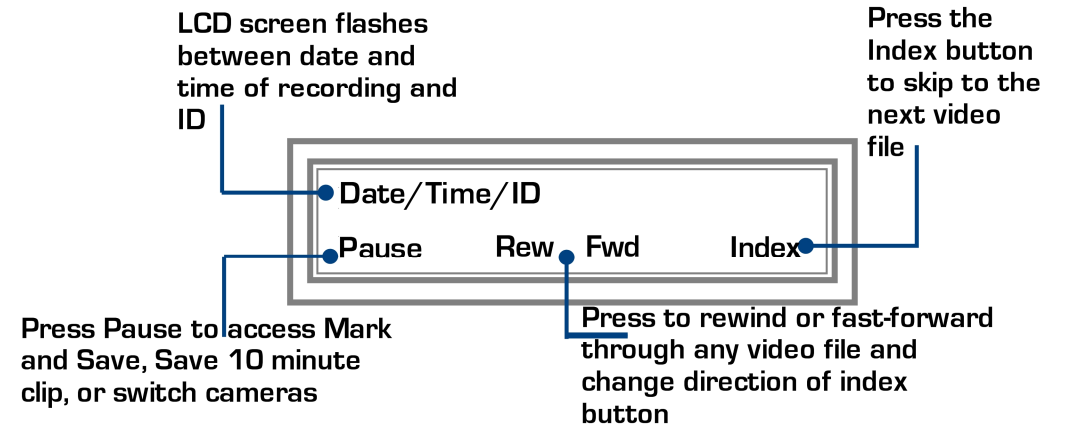 LCD screen flashes
between date and
time of recording and
ID
Press the
Index button
to skip to the
next video
file
Date/Time/ID
Pause Rew Fwd Index
Press Pause to access Mark
and Save, Save 10 minute
clip, or switch cameras
Press to rewind or fast-forward
through any video file and
change direction of index
button